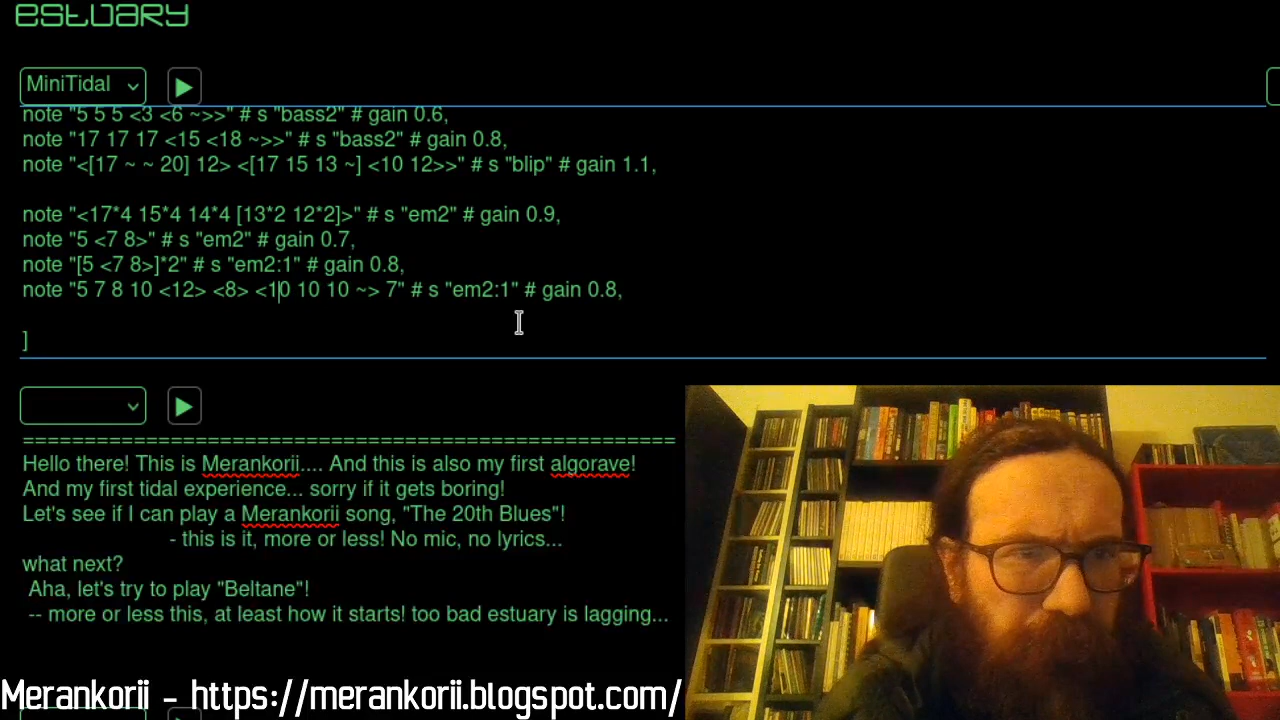 estuary
MiniTidal
note "5 5 5 <3 <6 ~>>" # s "bass2" # gain 0.6,
note "17 17 17 <15 <18 ~>>" # s "bass2" # gain 0.8,
note "<[17 ~ ~ 20] 12> <[17 15 13 ~] <10 12>>" # s "blip" # gain 1.1,
note "<17*4 15*4 14*4 [13*2 12*2]>" # s "em2" # gain 0.9,
note "5 <7 8>" # s "em2" # gain 0.7,
note "[5 <7 8>]*2" # s "em2:1" # gain 0.8,
note "5 7 8 10 <12> <8> <10 10 10 ~> 7" # s "em2:1" # gain 0.8,
]
=====================================================
Hello there! This is Merankorii.... And this is also my first algorave!
And my first tidal experience... sorry if it gets boring!
Let's see if I can play a Merankorii song, "The 20th Blues"!
- this is it, more or less! No mic, no lyrics...
what next?
Aha, let's try to play "Beltane"!
-- more or less this, at least how it starts! too bad estuary is lagging...
Merankorii - https://merankorii.blogspot.com/